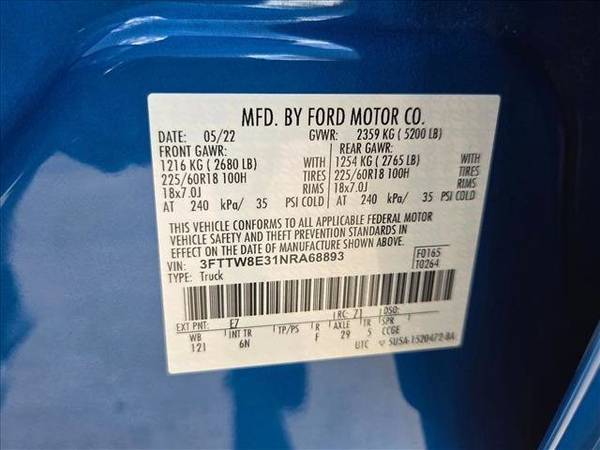 MFD. BY FORD MOTOR CO.
DATE: 05/22 GVWR: 2359 KG ( 5200 LB)
FRONT GAWR: REAR GAWR:
1216 KG ( 2680 LB) WITH 1254 KG ( 2765 LB) WITH
225/60R18 100H TIRES 225/60R18 100H TIRES
18x7.0J RIMS 18x7.0J RIMS
AT 240 kPa/ 35 PSI COLD AT 240 kPa/ 35 PSI COLD
THIS VEHICLE CONFORMS TO ALL APPLICABLE FEDERAL MOTOR
VEHICLE SAFETY AND THEFT PREVENTION STANDARDS IN
EFFECT ON THE DATE OF MANUFACTURE SHOWN ABOVE.
VIN: 3FTTW8E31NRA68893 F0165
TYPE: Truck T0264
EXT PNT: E7 RC: 71 DSO:
WB INT TR TP/PS R AXLE TR SPR
121 6N F 29 5 CCGE
UTC 5USA-1520472-BA